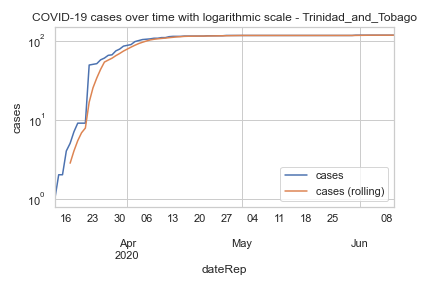 COVID-19 cases over time with logarithmic scale - Trinidad_and_Tobago
10²
10¹
10⁰
cases
cases
cases (rolling)
16 23 30 06 13 20 27 04 11 18 25 08
Apr May Jun
2020
dateRep